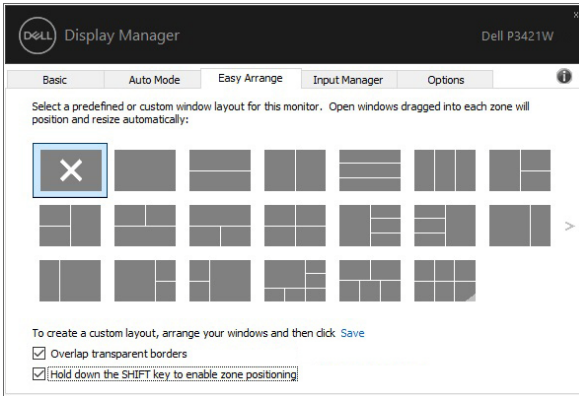 DELL Display Manager Dell P3421W
Basic Auto Mode Easy Arrange Input Manager Options
Select a predefined or custom window layout for this monitor. Open windows dragged into each zone will
position and resize automatically:
To create a custom layout, arrange your windows and then click Save
Overlap transparent borders
Hold down the SHIFT key to enable zone positioning